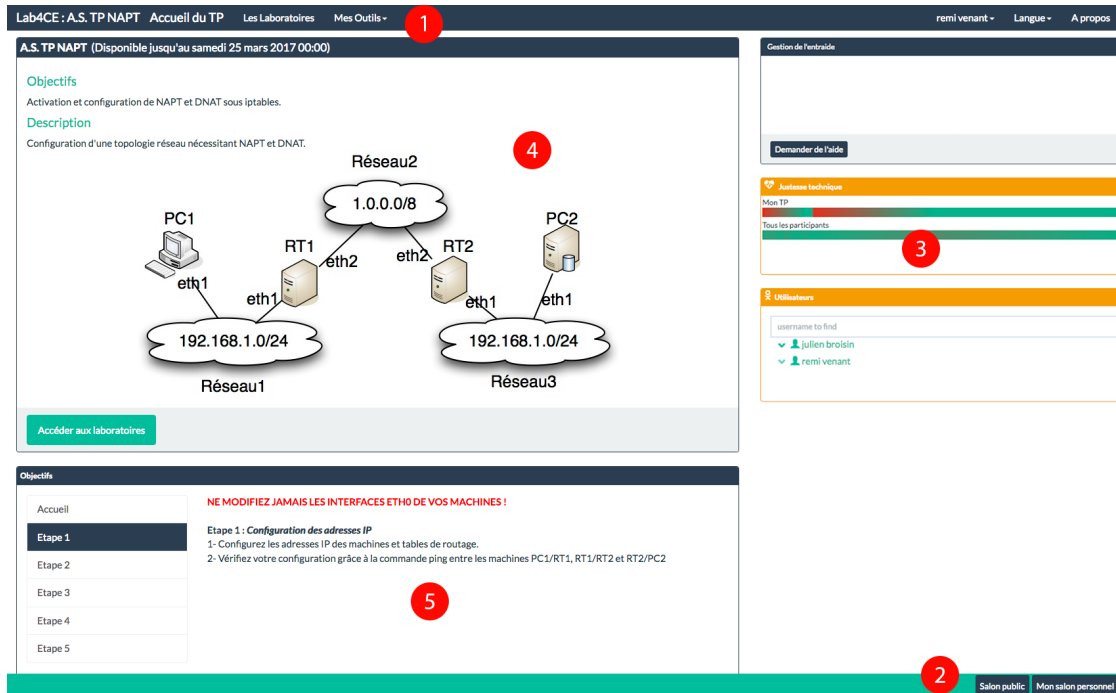 Lab4CE : A.S. TP NAPT Accueil du TP Les Laboratoires Mes Outils remi venant Langue A propos
1
A.S. TP NAPT (Disponible jusqu'au samedi 25 mars 2017 00:00)
Objectifs
Activation et configuration de NAPT et DNAT sous iptables.
Description
Configuration d'une topologie réseau nécessitant NAPT et DNAT.
4
Réseau2
1.0.0.0/8
PC1
PC2
RT1
RT2
eth2
eth2
eth1
eth1
eth1
eth1
192.168.1.0/24
192.168.1.0/24
Réseau1
Réseau3
Accéder aux laboratoires
Gestion de l'entraide
Demander de l'aide
Justesse technique
Mon TP
Tous les participants
3
Utilisateurs
username to find
julien broisin
remi venant
Objectifs
Accueil
Etape 1
Etape 2
Etape 3
Etape 4
Etape 5
NE MODIFIEZ JAMAIS LES INTERFACES ETH0 DE VOS MACHINES !
Etape 1 : Configuration des adresses IP
1- Configurez les adresses IP des machines et tables de routage.
2- Vérifiez votre configuration grâce à la commande ping entre les machines PC1/RT1, RT1/RT2 et RT2/PC2
5
2
Salon public Mon salon personnel